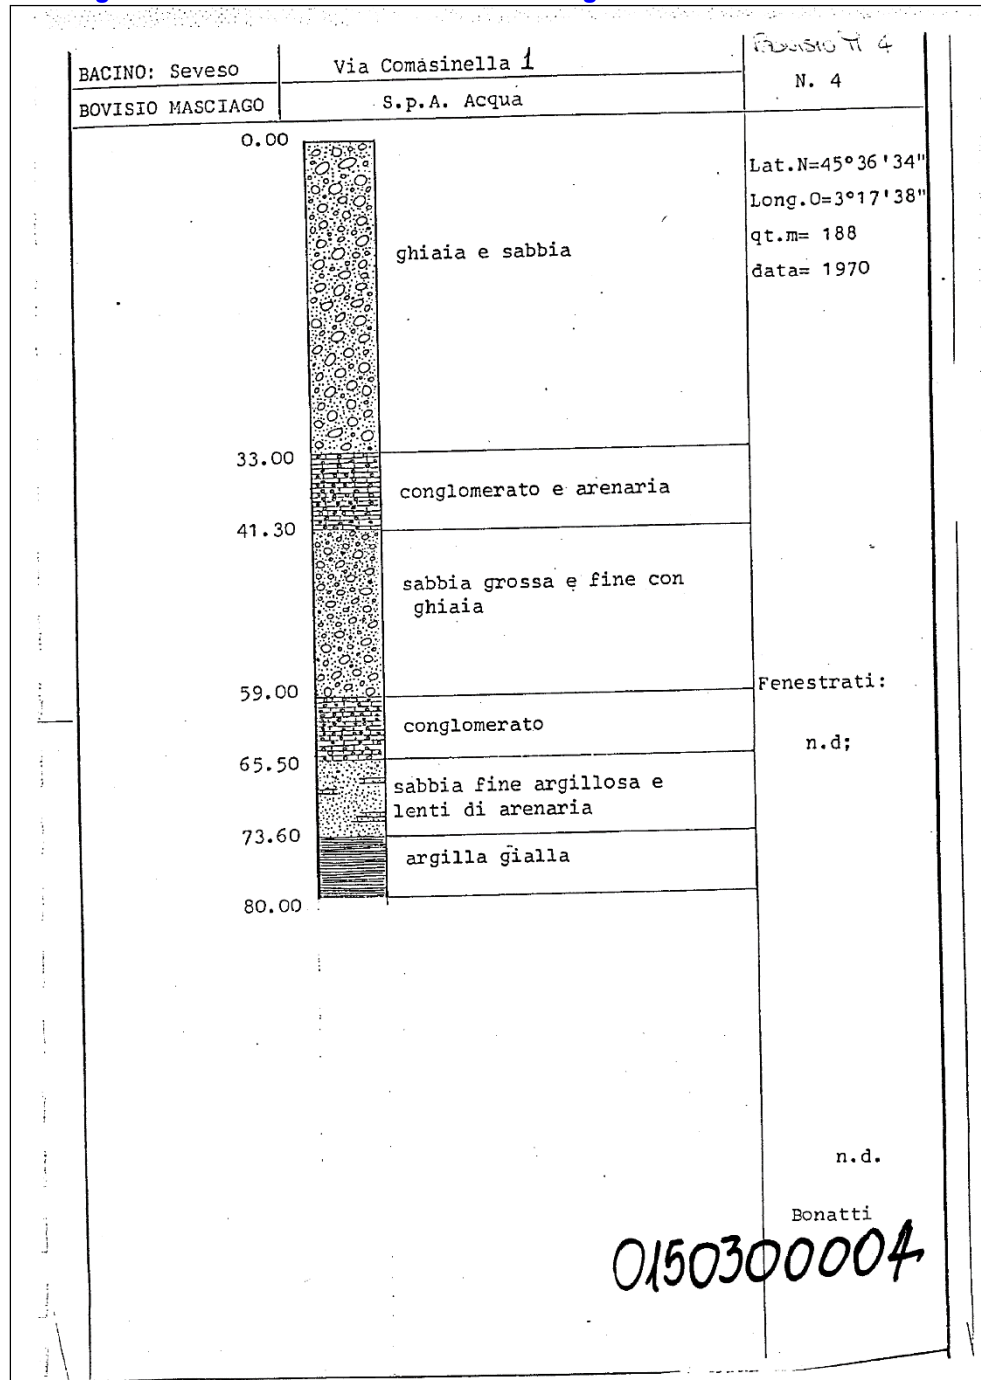 BACINO: Seveso
Via Comasinella 1
BOVISIO M 4
N. 4
BOVISIO MASCIAGO
S.p.A. Acqua
0.00
Lat.N=45°36'34"
Long.O=3°17'38"
qt.m= 188
data= 1970
ghiaia e sabbia
33.00
conglomerato e arenaria
41.30
sabbia grossa e fine con
ghiaia
59.00
Fenestrati:
conglomerato
n.d;
65.50
sabbia fine argillosa e
lenti di arenaria
73.60
argilla gialla
80.00
n.d.
Bonatti
0150300004